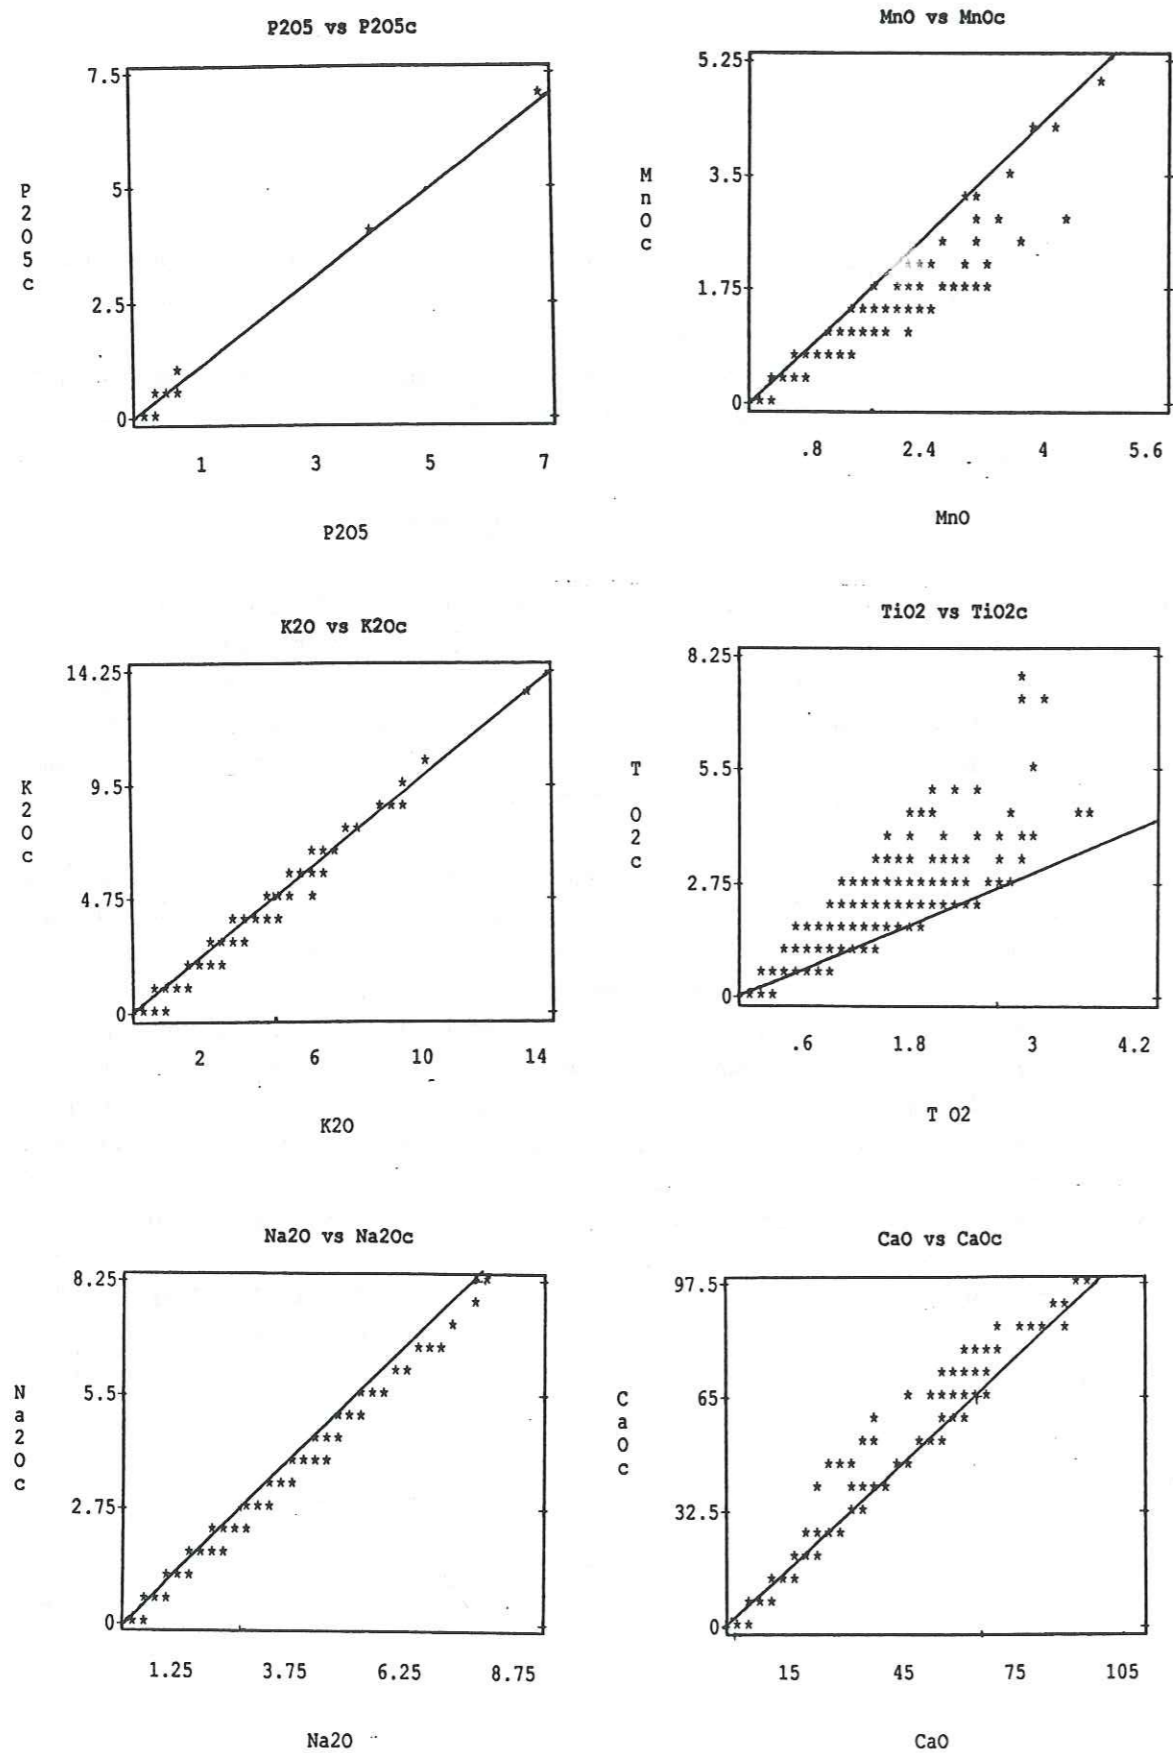 P2O5 vs P2O5c
7.5
5
2.5
0
P
2
O
5
c
1 3 5 7
P2O5
MnO vs MnOc
5.25
3.5
1.75
0
M
n
O
c
.8 2.4 4 5.6
MnO
K2O vs K2Oc
14.25
9.5
4.75
0
K
2
O
c
2 6 10 14
K2O
TiO2 vs TiO2c
8.25
5.5
2.75
0
T
O
2
c
.6 1.8 3 4.2
T O2
Na2O vs Na2Oc
8.25
5.5
2.75
0
N
a
2
O
c
1.25 3.75 6.25 8.75
Na2O
CaO vs CaOc
97.5
65
32.5
0
C
a
O
c
15 45 75 105
CaO